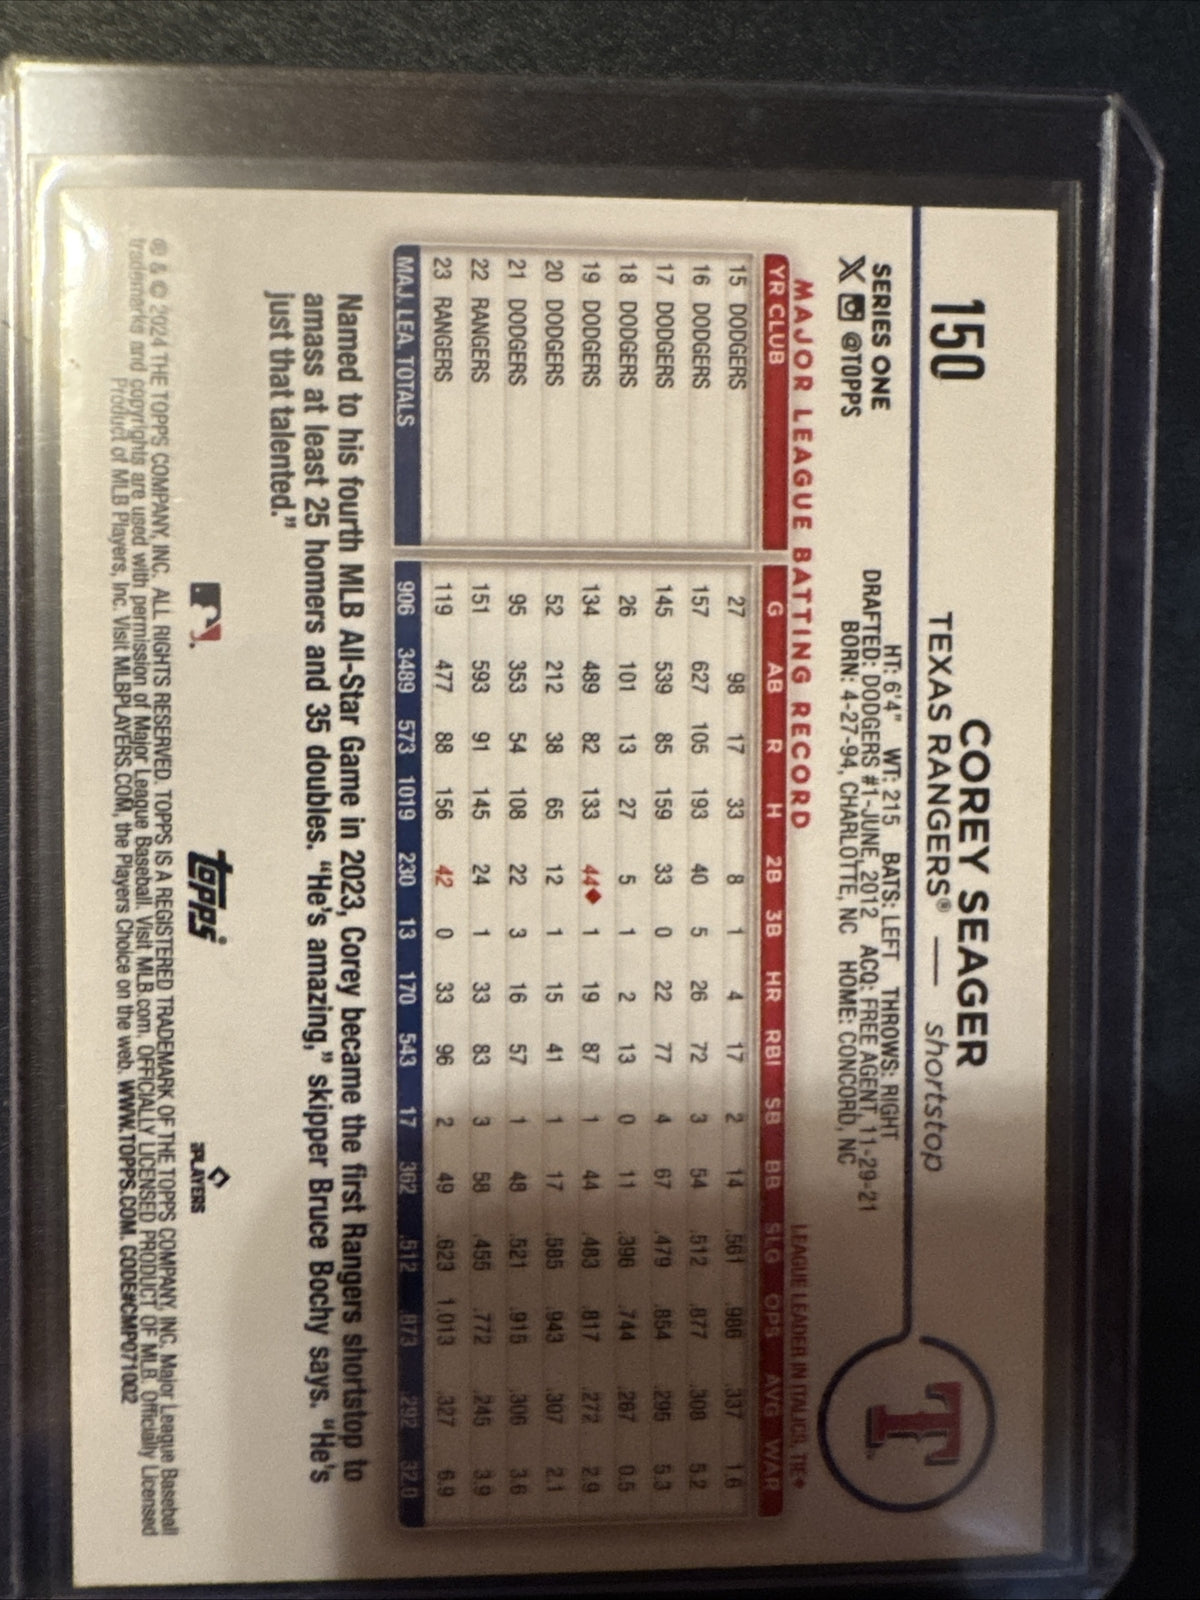 150
COREY SEAGER
TEXAS RANGERS® — shortstop
T
SERIES ONE
X @TOPPS
HT: 6'4" WT: 215 BATS: LEFT THROWS: RIGHT
DRAFTED: DODGERS #1-JUNE, 2012 ACQ: FREE AGENT, 11-29-21
BORN: 4-27-94, CHARLOTTE, NC HOME: CONCORD, NC
MAJOR LEAGUE BATTING RECORD LEAGUE LEADER IN ITALICS, TIE♦
YR CLUB G AB R H 2B 3B HR RBI SB BB SLG OPS AVG WAR
15 DODGERS 27 98 17 33 8 1 4 17 2 14 .561 .986 .337 1.6
16 DODGERS 157 627 105 193 40 5 26 72 3 54 .512 .877 .308 5.2
17 DODGERS 145 539 85 159 33 0 22 77 4 67 .479 .854 .295 5.3
18 DODGERS 26 101 13 27 5 1 2 13 0 11 .396 .744 .267 0.5
19 DODGERS 134 489 82 133 44♦ 1 19 87 1 44 .483 .817 .272 2.9
20 DODGERS 52 212 38 65 12 1 15 41 1 17 .585 .943 .307 2.1
21 DODGERS 95 353 54 108 22 3 16 57 1 48 .521 .915 .306 3.6
22 RANGERS 151 593 91 145 24 1 33 83 3 58 .455 .772 .245 3.9
23 RANGERS 119 477 88 156 42 0 33 96 2 49 .623 1.013 .327 6.9
MAJ. LEA. TOTALS 906 3489 573 1019 230 13 170 543 17 362 .512 .873 .292 32.0
Named to his fourth MLB All-Star Game in 2023, Corey became the first Rangers shortstop to
amass at least 25 homers and 35 doubles. “He's amazing,” skipper Bruce Bochy says. “He's
just that talented.”
topps®
PLAYERS
® & © 2024 THE TOPPS COMPANY, INC. ALL RIGHTS RESERVED. TOPPS IS A REGISTERED TRADEMARK OF THE TOPPS COMPANY, INC. Major League Baseball
trademarks and copyrights are used with permission of Major League Baseball. Visit MLB.com. OFFICIALLY LICENSED PRODUCT OF MLB. Officially Licensed
Product of MLB Players, Inc. Visit MLBPLAYERS.COM, the Players Choice on the web. WWW.TOPPS.COM. CODE#CMP071002